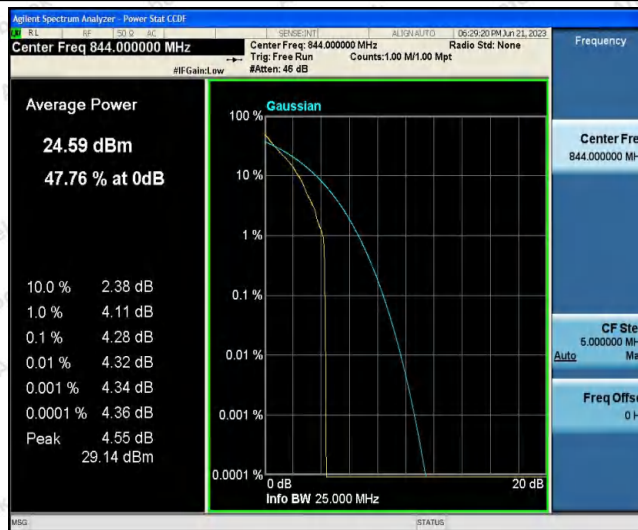 Agilent Spectrum Analyzer - Power Stat CCDF
RL RF 50 Ω AC SENSE:INT ALIGN AUTO 06:29:20 PM Jun 21, 2023
Center Freq 844.000000 MHz
Center Freq: 844.000000 MHz Radio Std: None
Trig: Free Run Counts:1.00 M/1.00 Mpt
#IFGain:Low #Atten: 46 dB
Frequency
Average Power
24.59 dBm
47.76 % at 0dB
10.0 % 2.38 dB
1.0 % 4.11 dB
0.1 % 4.28 dB
0.01 % 4.32 dB
0.001 % 4.34 dB
0.0001 % 4.36 dB
Peak 4.55 dB
29.14 dBm
Gaussian
100 %
10 %
1 %
0.1 %
0.01 %
0.001 %
0.0001 %
0 dB 20 dB
Info BW 25.000 MHz
Center Fre
844.000000 MH
CF Ste
5.000000 MH
Auto Ma
Freq Offse
0 H
MSG STATUS